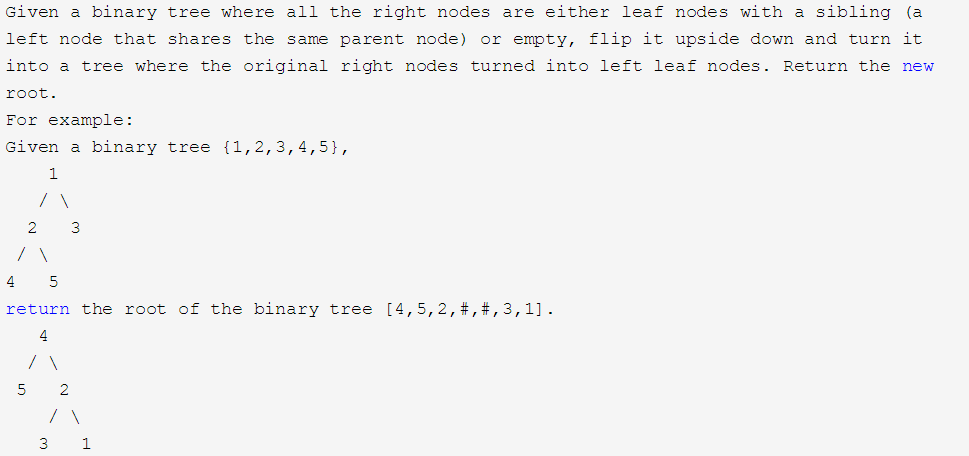 Given a binary tree where all the right nodes are either leaf nodes with a sibling (a
left node that shares the same parent node) or empty, flip it upside down and turn it
into a tree where the original right nodes turned into left leaf nodes. Return the new
root.
For example:
Given a binary tree {1,2,3,4,5},
    1
   / \
  2   3
 / \
4   5
return the root of the binary tree [4,5,2,#,#,3,1].
   4
  / \
 5   2
    / \
   3   1